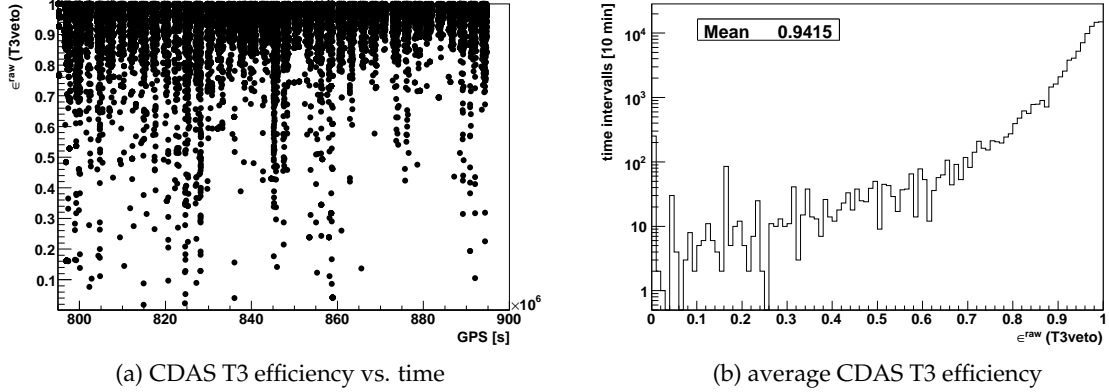 ϵraw (T3veto)
1
0.9
0.8
0.7
0.6
0.5
0.4
0.3
0.2
0.1
800 820 840 860 880 900
×10^6
GPS [s]
(a) CDAS T3 efficiency vs. time
time intervalls [10 min]
10^4
10^3
10^2
10
1
Mean 0.9415
0 0.1 0.2 0.3 0.4 0.5 0.6 0.7 0.8 0.9 1
ϵraw (T3veto)
(b) average CDAS T3 efficiency